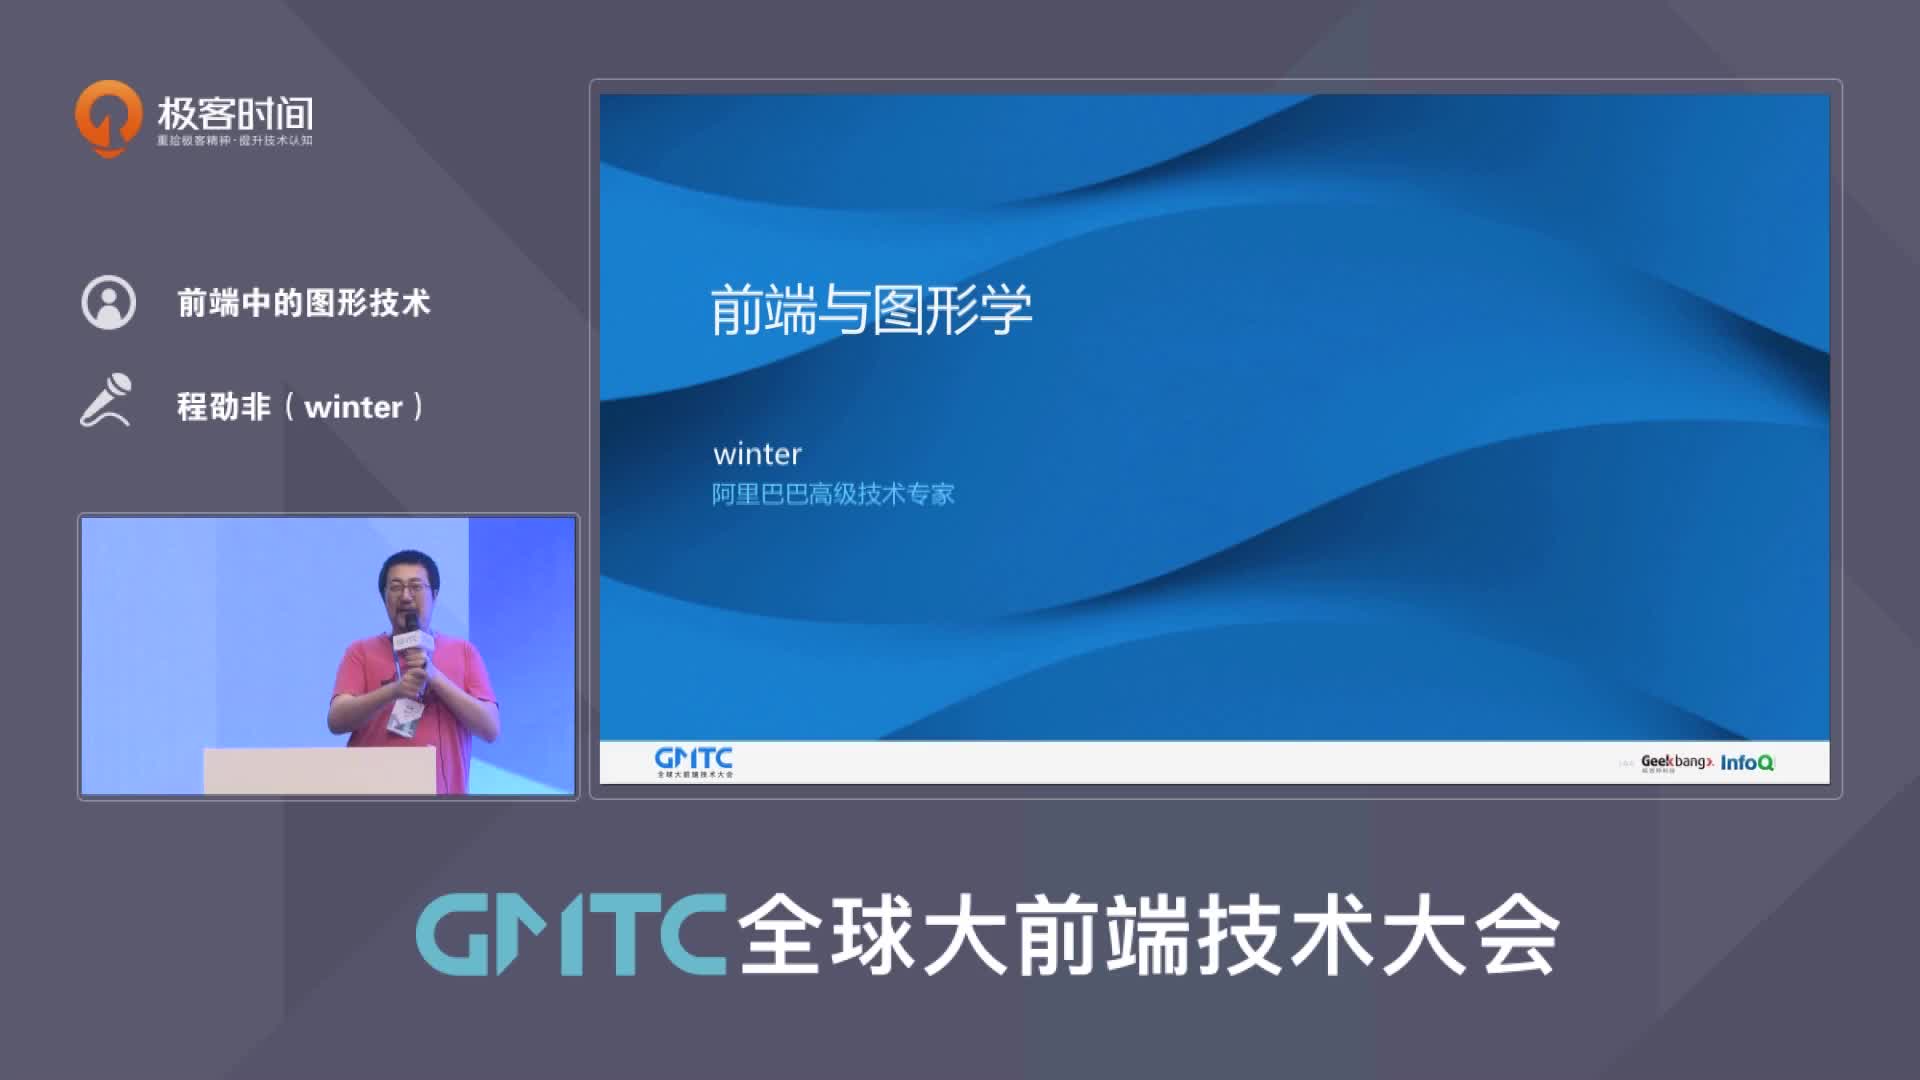 极客时间
重拾极客精神·提升技术认知
前端中的图形技术
程劭非（winter）
GMTC
前端与图形学
winter
阿里巴巴高级技术专家
GMTC
全球大前端技术大会
Geekbang>.
InfoQ
GMTC全球大前端技术大会